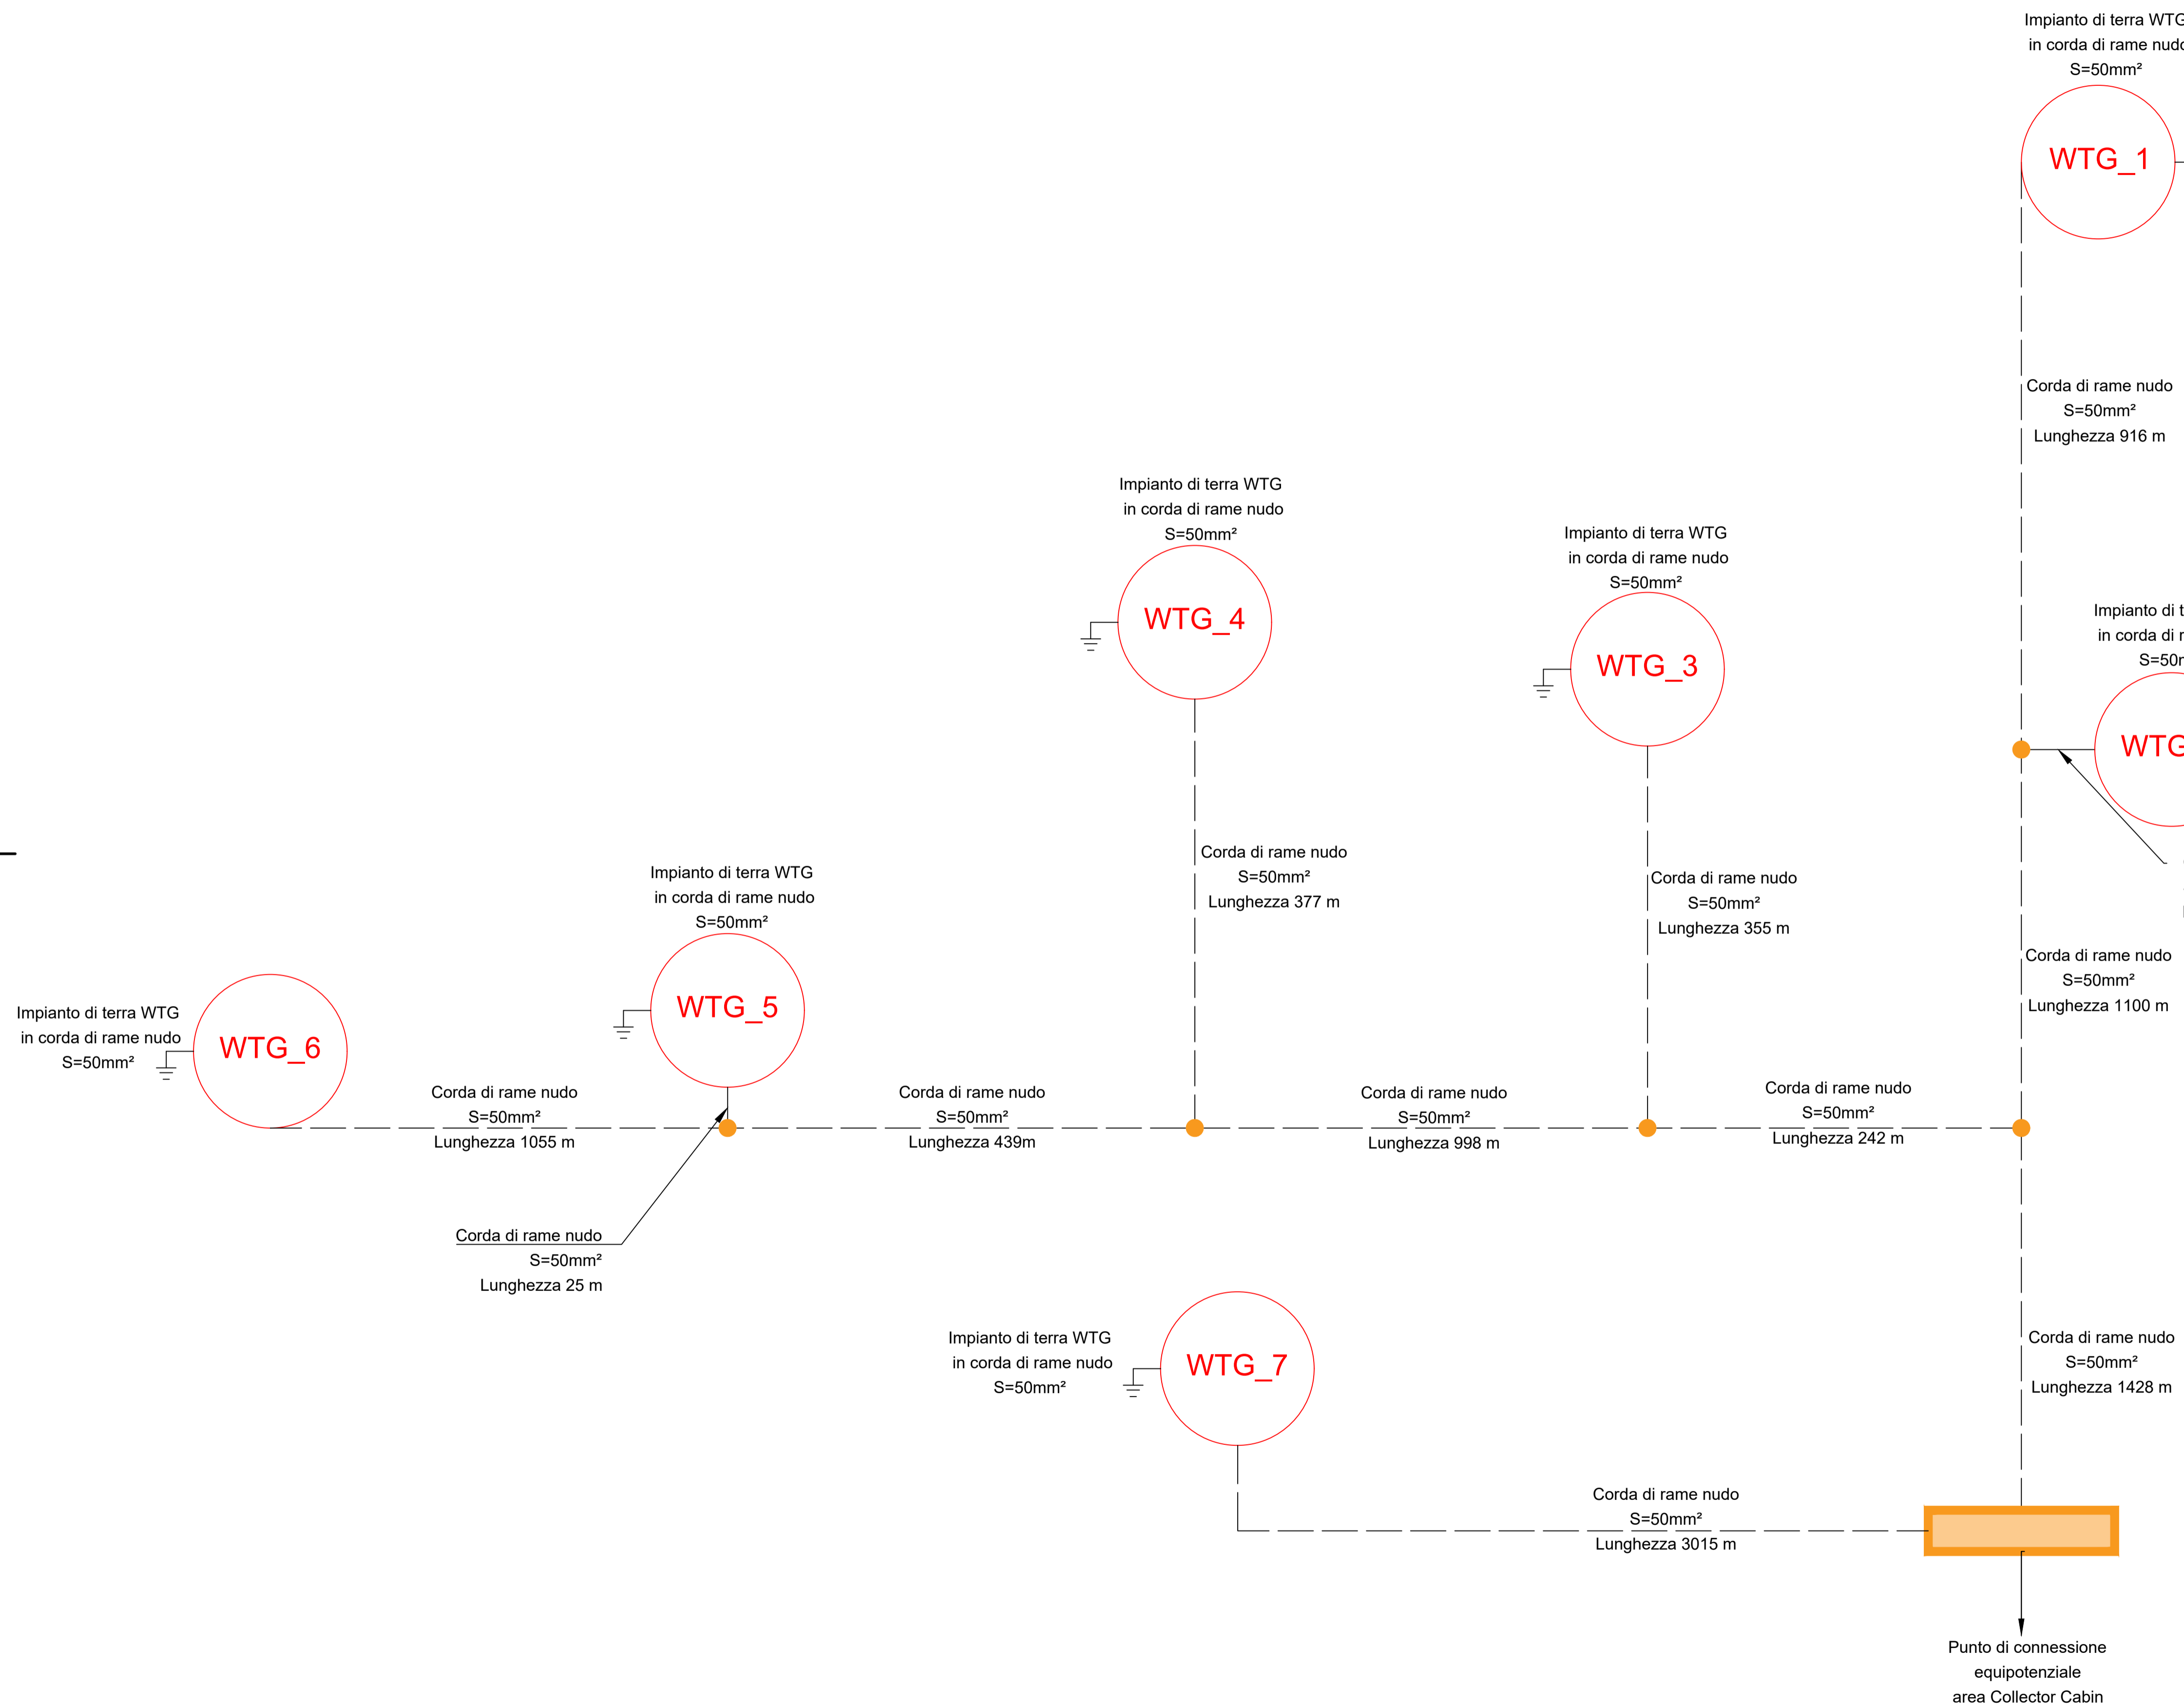 Impianto di terra WTG
in corda di rame nudo
S=50mm²
WTG_1
Corda di rame nudo
S=50mm²
Lunghezza 916 m
Impianto di terra WTG
in corda di rame nudo
S=50mm²
WTG_4
Impianto di terra WTG
in corda di rame nudo
S=50mm²
WTG_3
Impianto di
in corda di
WTG
Corda di rame nudo
S=50mm²
Lunghezza 377 m
Corda di rame nudo
S=50mm²
Lunghezza 355 m
Corda di rame nudo
S=50mm²
Lunghezza 1100 m
Impianto di terra WTG
in corda di rame nudo
S=50mm²
WTG_5
Impianto di terra WTG
in corda di rame nudo
S=50mm²
WTG_6
Corda di rame nudo
S=50mm²
Lunghezza 1055 m
Corda di rame nudo
S=50mm²
Lunghezza 439m
Corda di rame nudo
S=50mm²
Lunghezza 998 m
Corda di rame nudo
S=50mm²
Lunghezza 242 m
Corda di rame nudo
S=50mm²
Lunghezza 25 m
Impianto di terra WTG
in corda di rame nudo
S=50mm²
WTG_7
Corda di rame nudo
S=50mm²
Lunghezza 1428 m
Corda di rame nudo
S=50mm²
Lunghezza 3015 m
Punto di connessione
equipotenziale
area Collector Cabin